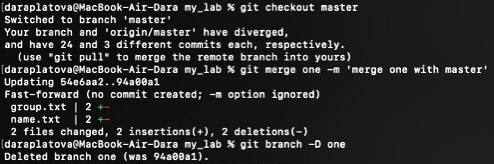 [daraplatova@MacBook-Air-Dara my_lab % git checkout master
Switched to branch 'master'
Your branch and 'origin/master' have diverged,
and have 24 and 3 different commits each, respectively.
  (use "git pull" to merge the remote branch into yours)
[daraplatova@MacBook-Air-Dara my_lab % git merge one -m 'merge one with master'
Updating 54e6aa2..94a00a1
Fast-forward (no commit created; -m option ignored)
 group.txt | 2 +-
 name.txt  | 2 +-
 2 files changed, 2 insertions(+), 2 deletions(-)
[daraplatova@MacBook-Air-Dara my_lab % git branch -D one
Deleted branch one (was 94a00a1).